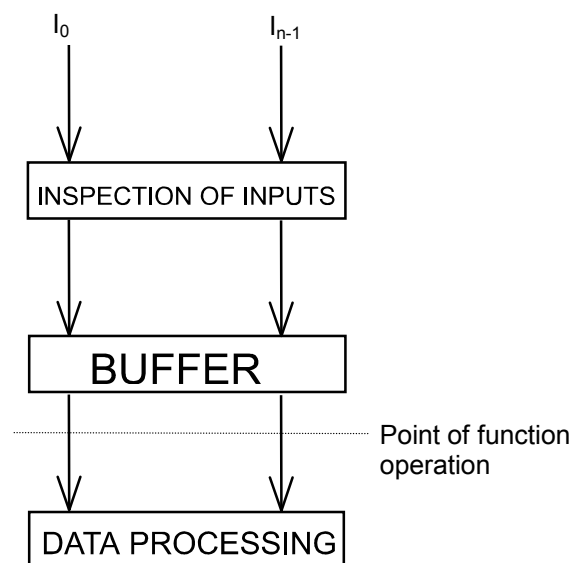 I0 In-1
INSPECTION OF INPUTS
BUFFER
Point of function
operation
DATA PROCESSING